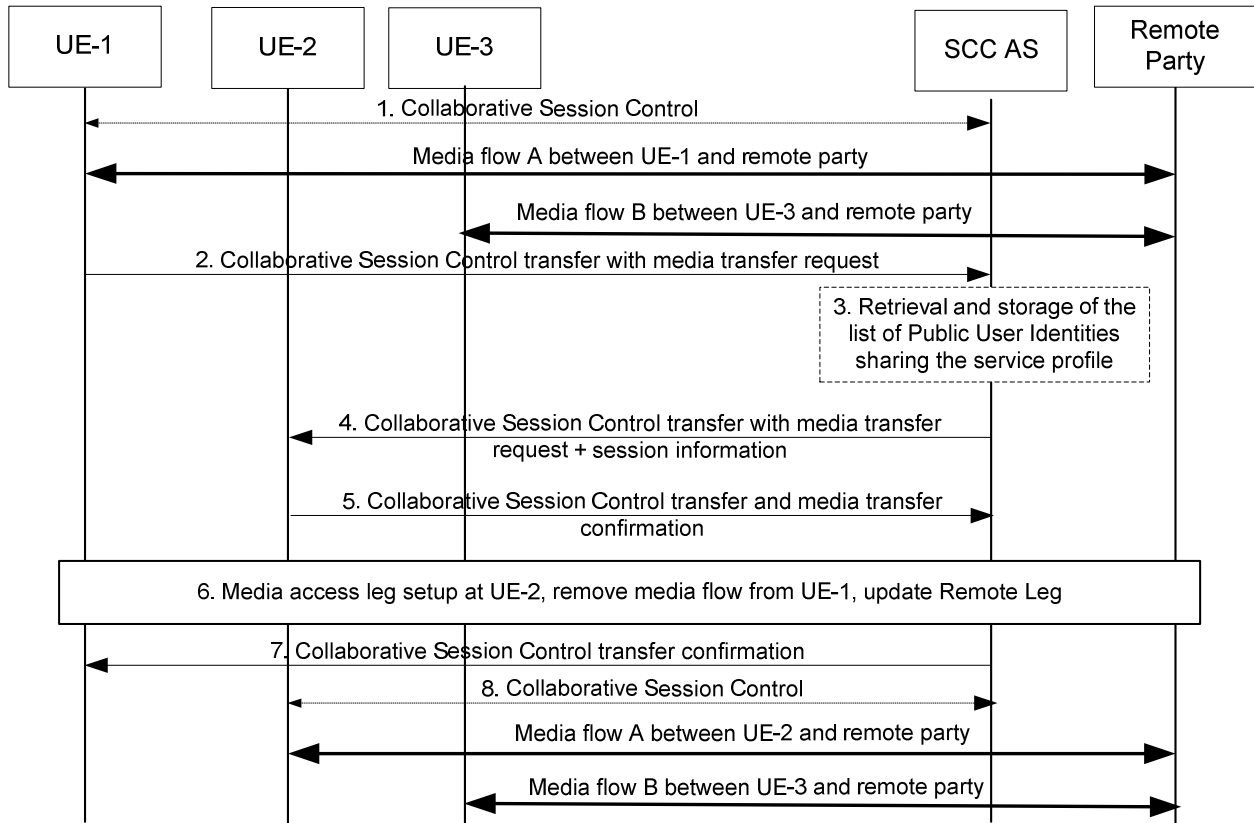 UE-1
UE-2
UE-3
SCC AS
Remote
Party
1. Collaborative Session Control
Media flow A between UE-1 and remote party
Media flow B between UE-3 and remote party
2. Collaborative Session Control transfer with media transfer request
3. Retrieval and storage of the
list of Public User Identities
sharing the service profile
4. Collaborative Session Control transfer with media transfer
request + session information
5. Collaborative Session Control transfer and media transfer
confirmation
6. Media access leg setup at UE-2, remove media flow from UE-1, update Remote Leg
7. Collaborative Session Control transfer confirmation
8. Collaborative Session Control
Media flow A between UE-2 and remote party
Media flow B between UE-3 and remote party